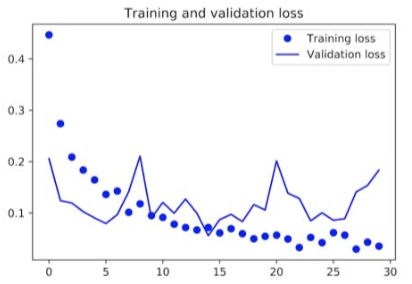 Training and validation loss
Training loss
Validation loss
0.4
0.3
0.2
0.1
0 5 10 15 20 25 30